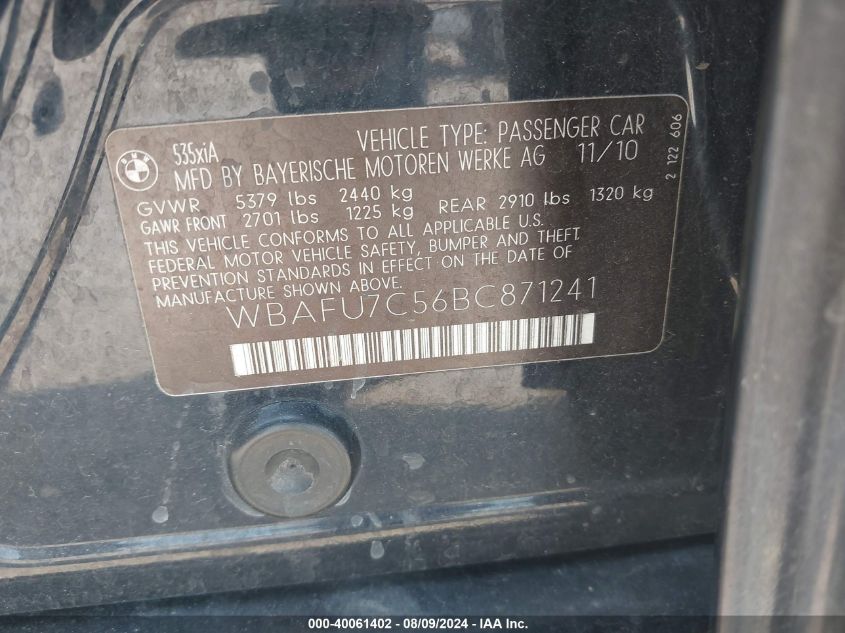 BMW
535xiA
VEHICLE TYPE: PASSENGER CAR
MFD BY BAYERISCHE MOTOREN WERKE AG 11/10
GVWR 5379 lbs 2440 kg
GAWR FRONT 2701 lbs 1225 kg REAR 2910 lbs 1320 kg
THIS VEHICLE CONFORMS TO ALL APPLICABLE U.S.
FEDERAL MOTOR VEHICLE SAFETY, BUMPER AND THEFT
PREVENTION STANDARDS IN EFFECT ON THE DATE OF
MANUFACTURE SHOWN ABOVE.
WBAFU7C56BC871241
2 122 606
000-40061402 - 08/09/2024 - IAA Inc.